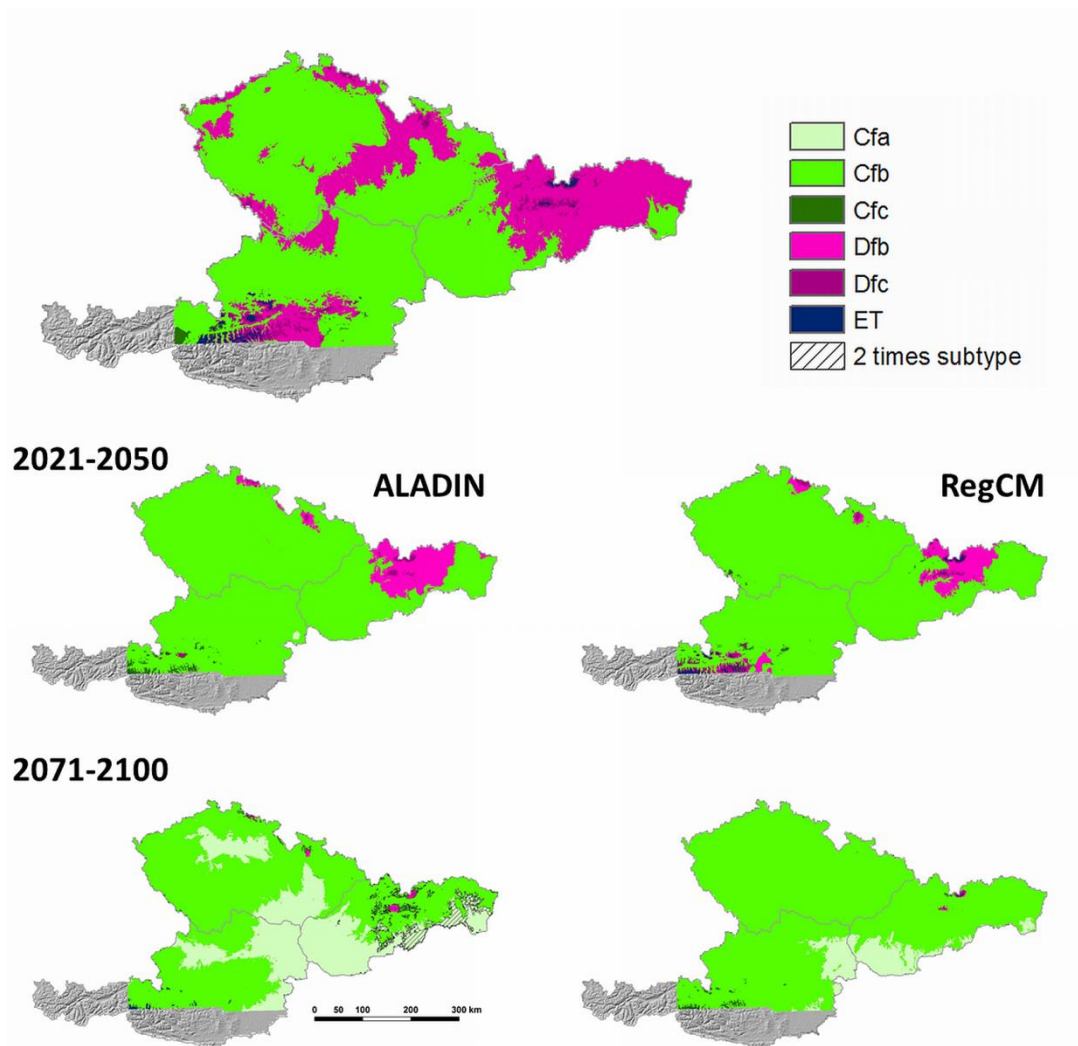 Cfa
Cfb
Cfc
Dfb
Dfc
ET
2 times subtype
2021-2050
ALADIN
RegCM
2071-2100
0 50 100 200 300 km